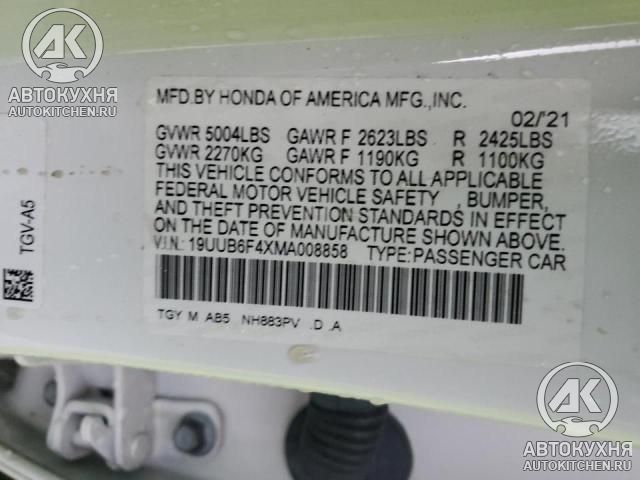 АК
АВТОКУХНЯ
AUTOKITCHEN.RU
TGV-A5
MFD.BY HONDA OF AMERICA MFG.,INC.
02/'21
GVWR 5004LBS GAWR F 2623LBS R 2425LBS
GVWR 2270KG GAWR F 1190KG R 1100KG
THIS VEHICLE CONFORMS TO ALL APPLICABLE
FEDERAL MOTOR VEHICLE SAFETY , BUMPER,
AND THEFT PREVENTION STANDARDS IN EFFECT
ON THE DATE OF MANUFACTURE SHOWN ABOVE.
V.I.N.: 19UUB6F4XMA008858 TYPE:PASSENGER CAR
TGY M AB5 NH883PV .D .A
АК
АВТОКУХНЯ
AUTOKITCHEN.RU